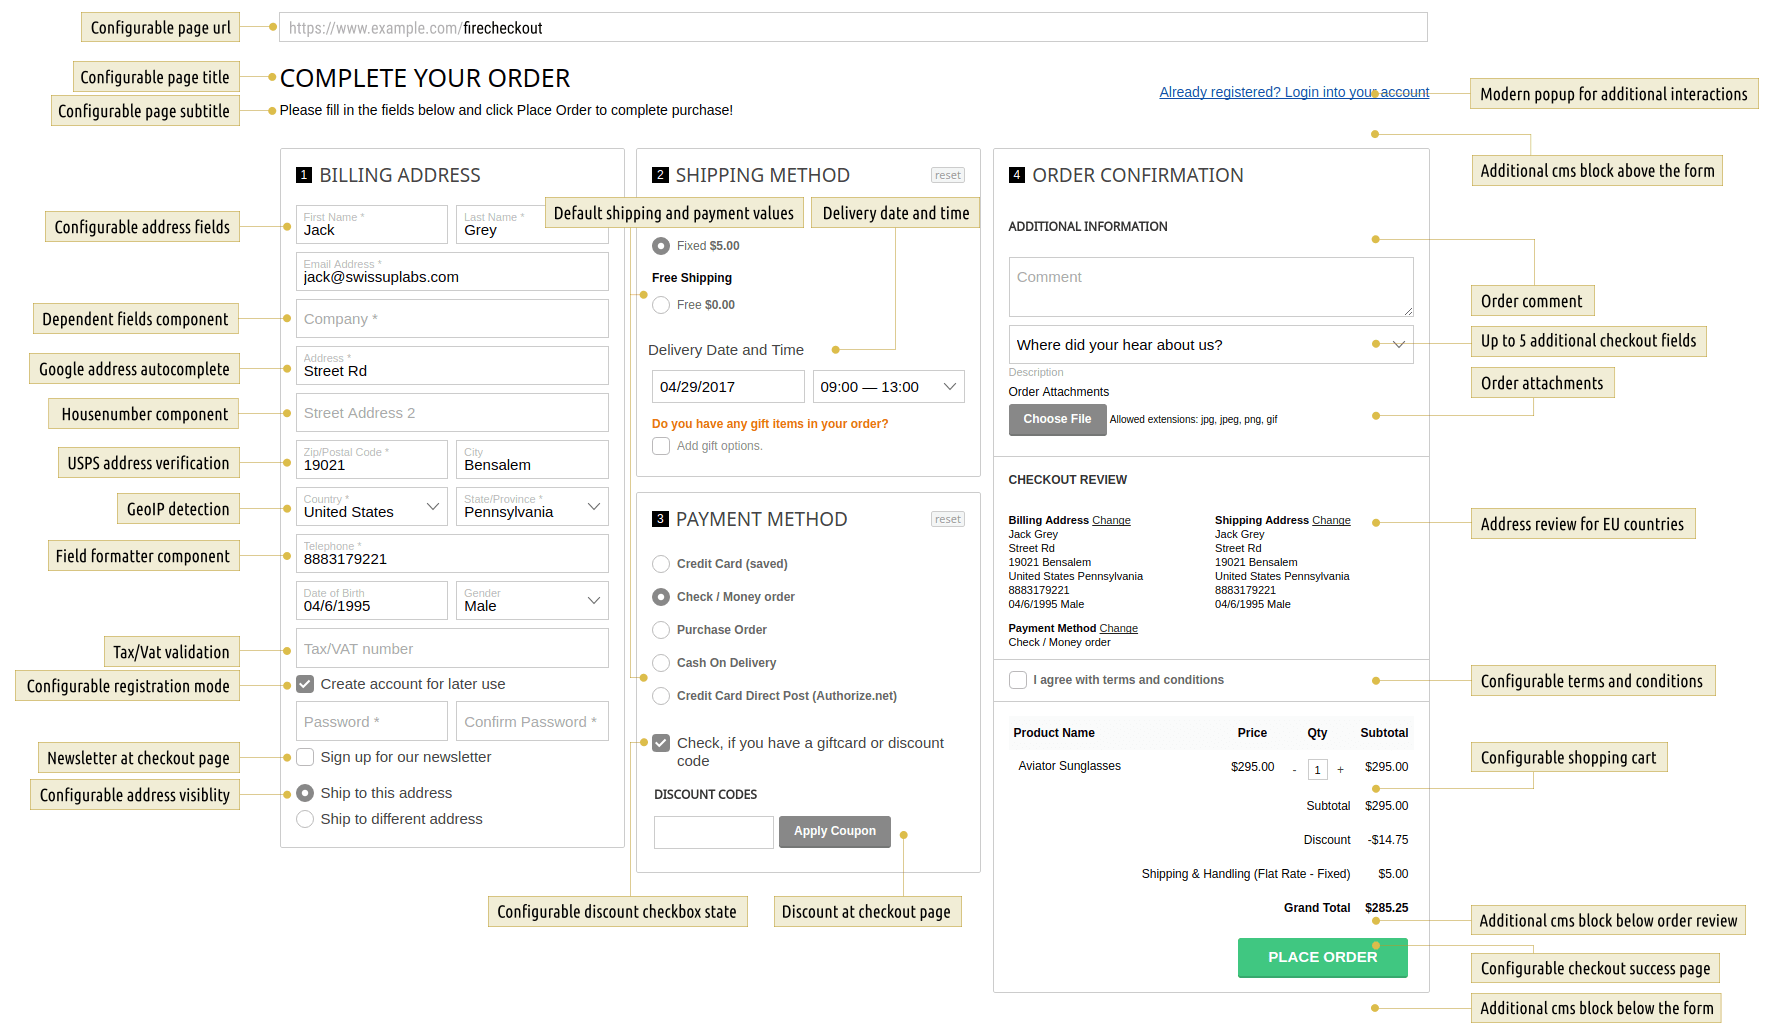 Configurable page url
https://www.example.com/firecheckout
Configurable page title
COMPLETE YOUR ORDER
Configurable page subtitle
Please fill in the fields below and click Place Order to complete purchase!
Already registered? Login into your account
Modern popup for additional interactions
Additional cms block above the form
1 BILLING ADDRESS
Configurable address fields
First Name *
Jack
Last Name *
Grey
Email Address *
jack@swissuplabs.com
Dependent fields component
Company *
Google address autocomplete
Address *
Street Rd
Housenumber component
Street Address 2
USPS address verification
Zip/Postal Code *
19021
City
Bensalem
GeoIP detection
Country *
United States
State/Province *
Pennsylvania
Field formatter component
Telephone *
8883179221
Date of Birth
04/6/1995
Gender
Male
Tax/Vat validation
Tax/VAT number
Configurable registration mode
Create account for later use
Password *
Confirm Password *
Newsletter at checkout page
Sign up for our newsletter
Configurable address visiblity
Ship to this address
Ship to different address
2 SHIPPING METHOD
reset
Default shipping and payment values
Delivery date and time
Fixed $5.00
Free Shipping
Free $0.00
Delivery Date and Time
04/29/2017
09:00 — 13:00
Do you have any gift items in your order?
Add gift options.
3 PAYMENT METHOD
reset
Credit Card (saved)
Check / Money order
Purchase Order
Cash On Delivery
Credit Card Direct Post (Authorize.net)
Check, if you have a giftcard or discount
code
DISCOUNT CODES
Apply Coupon
Configurable discount checkbox state
Discount at checkout page
4 ORDER CONFIRMATION
ADDITIONAL INFORMATION
Comment
Order comment
Where did your hear about us?
Up to 5 additional checkout fields
Description
Order Attachments
Order attachments
Choose File
Allowed extensions: jpg, jpeg, png, gif
CHECKOUT REVIEW
Billing Address Change
Jack Grey
Street Rd
19021 Bensalem
United States Pennsylvania
8883179221
04/6/1995 Male
Shipping Address Change
Jack Grey
Street Rd
19021 Bensalem
United States Pennsylvania
8883179221
04/6/1995 Male
Address review for EU countries
Payment Method Change
Check / Money order
I agree with terms and conditions
Configurable terms and conditions
Product Name Price Qty Subtotal
Aviator Sunglasses $295.00 - 1 + $295.00
Configurable shopping cart
Subtotal $295.00
Discount -$14.75
Shipping & Handling (Flat Rate - Fixed) $5.00
Grand Total $285.25
Additional cms block below order review
PLACE ORDER
Configurable checkout success page
Additional cms block below the form